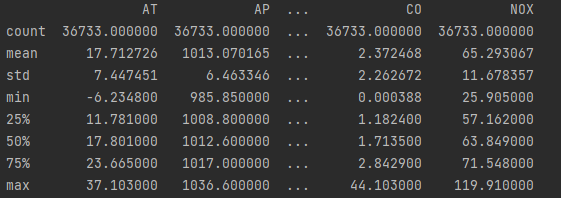 AT AP ... CO NOX
count 36733.000000 36733.000000 ... 36733.000000 36733.000000
mean 17.712726 1013.070165 ... 2.372468 65.293067
std 7.447451 6.463346 ... 2.262672 11.678357
min -6.234800 985.850000 ... 0.000388 25.905000
25% 11.781000 1008.800000 ... 1.182400 57.162000
50% 17.801000 1012.600000 ... 1.713500 63.849000
75% 23.665000 1017.000000 ... 2.842900 71.548000
max 37.103000 1036.600000 ... 44.103000 119.910000